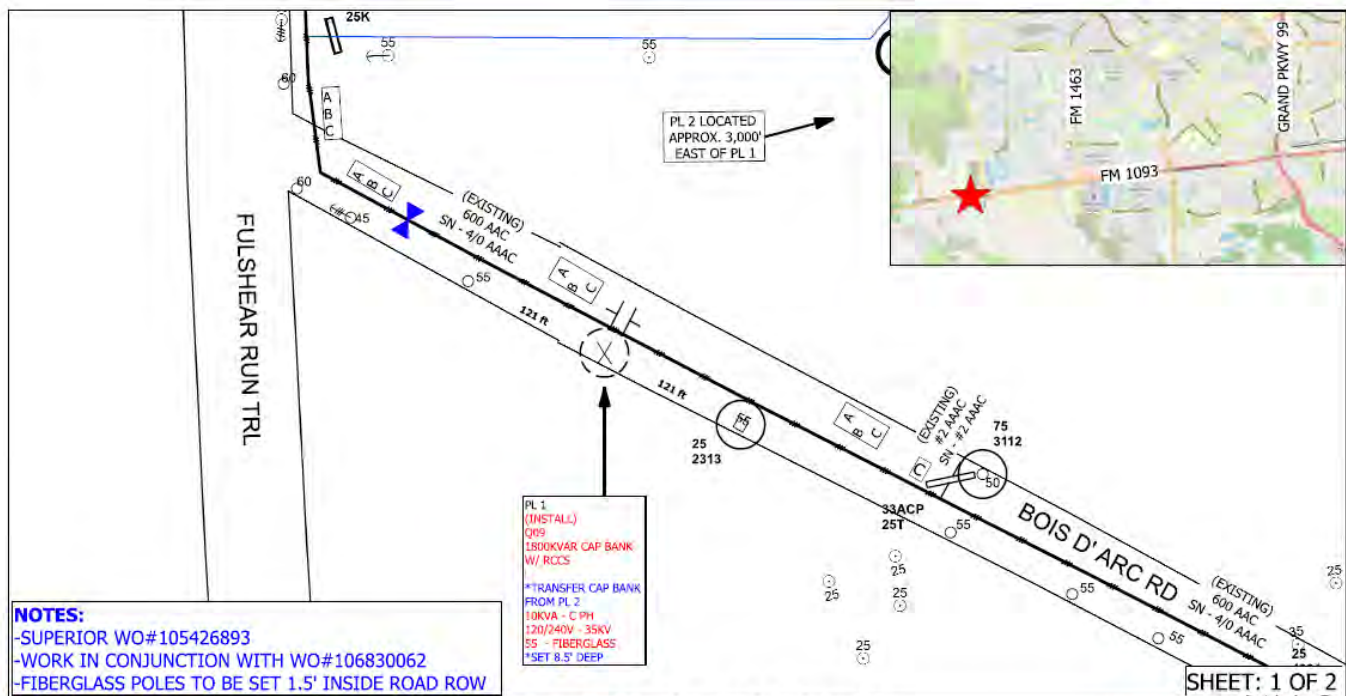 25K
55
55
60
A
B
C
PL 2 LOCATED
APPROX. 3,000'
EAST OF PL 1
FM 1463
GRAND PKWY 99
FM 1093
60
A
B
C
45
(EXISTING)
600 AAC
SN - 4/0 AAAC
FULSHEAR RUN TRL
55
A
B
C
121 ft
121 ft
55
25
2313
A
B
C
(EXISTING)
#2 AAAC
SN - #2 AAAC
C
75
3112
50
33ACP
25T
55
BOIS D' ARC RD
PL 1
(INSTALL)
Q09
1800KVAR CAP BANK
W/ RCCS
*TRANSFER CAP BANK
FROM PL 2
10KVA - C PH
120/240V - 35KV
55 - FIBERGLASS
*SET 8.5' DEEP
25
25
25
25
55
55
(EXISTING)
600 AAC
SN - 4/0 AAAC
25
35
25
NOTES:
-SUPERIOR WO#105426893
-WORK IN CONJUNCTION WITH WO#106830062
-FIBERGLASS POLES TO BE SET 1.5' INSIDE ROAD ROW
SHEET: 1 OF 2